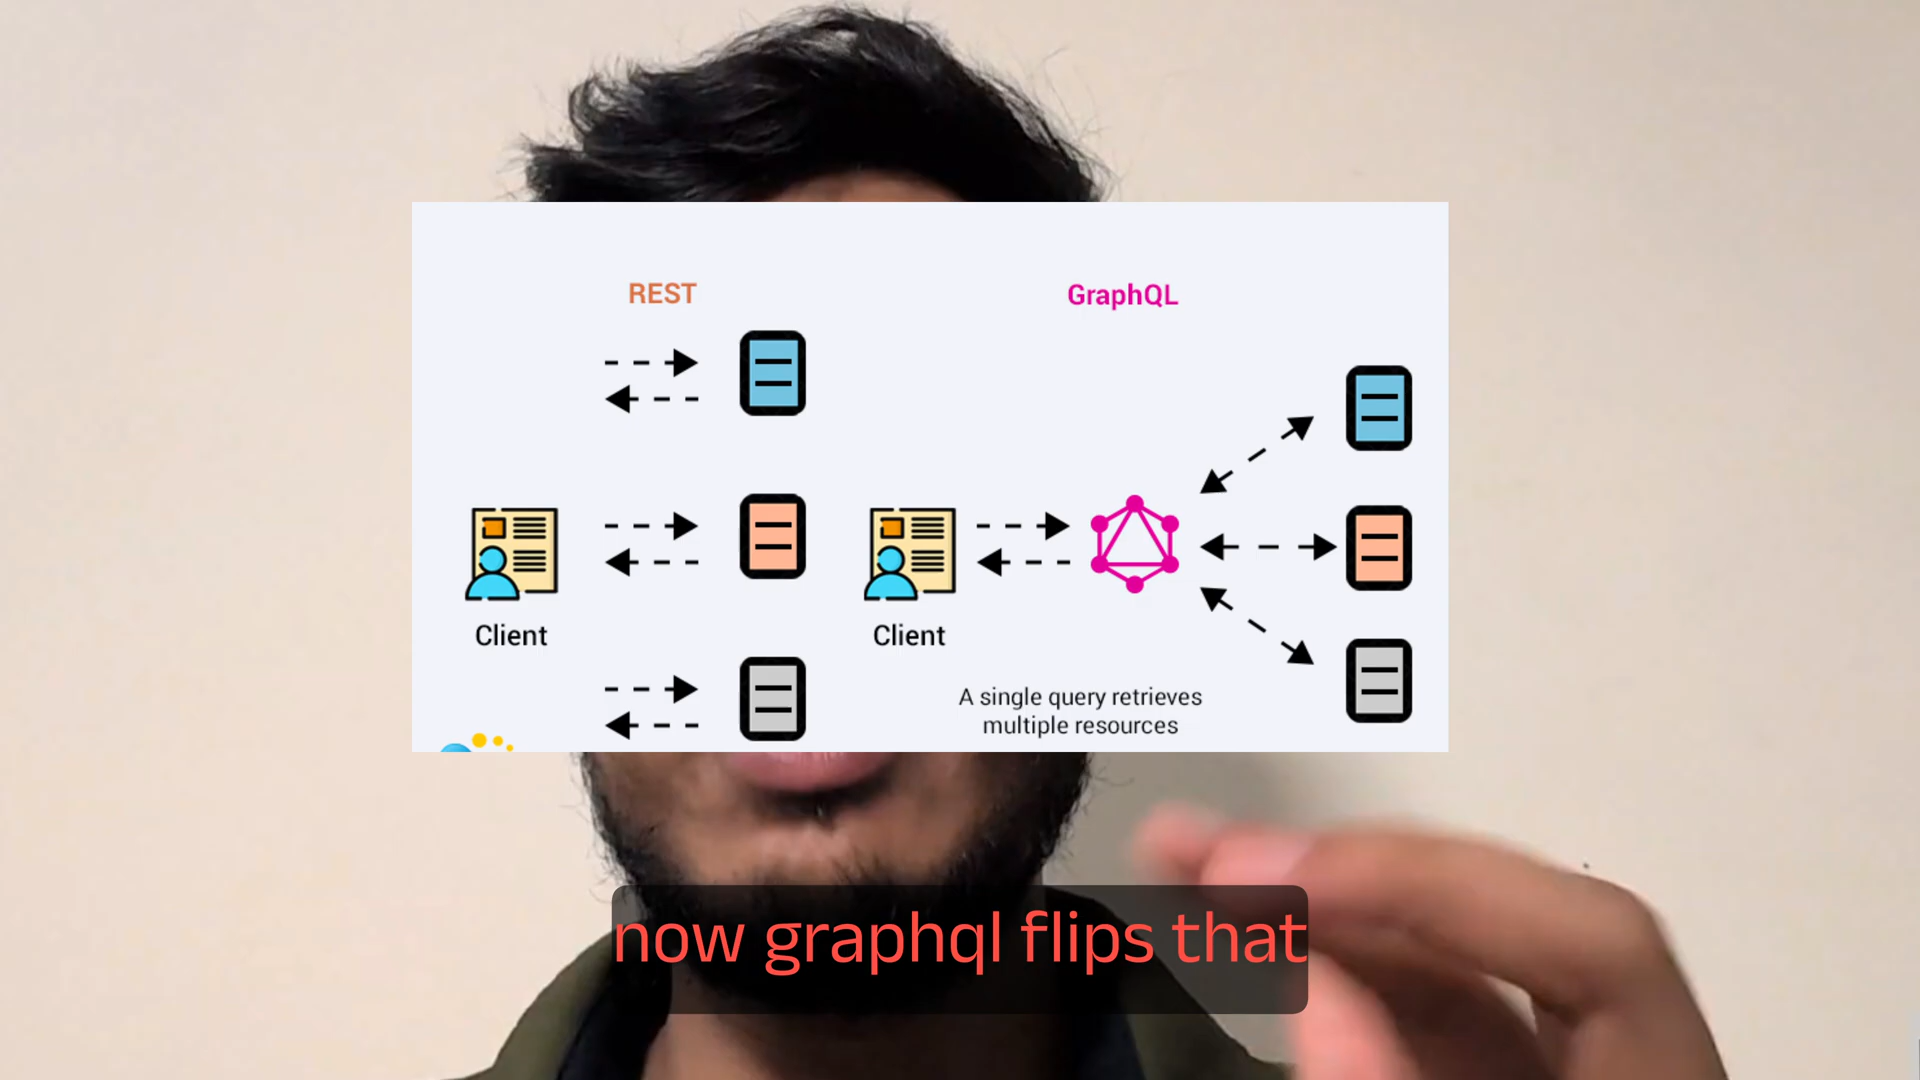 REST
GraphQL
Client
Client
A single query retrieves
multiple resources
now graphql flips that